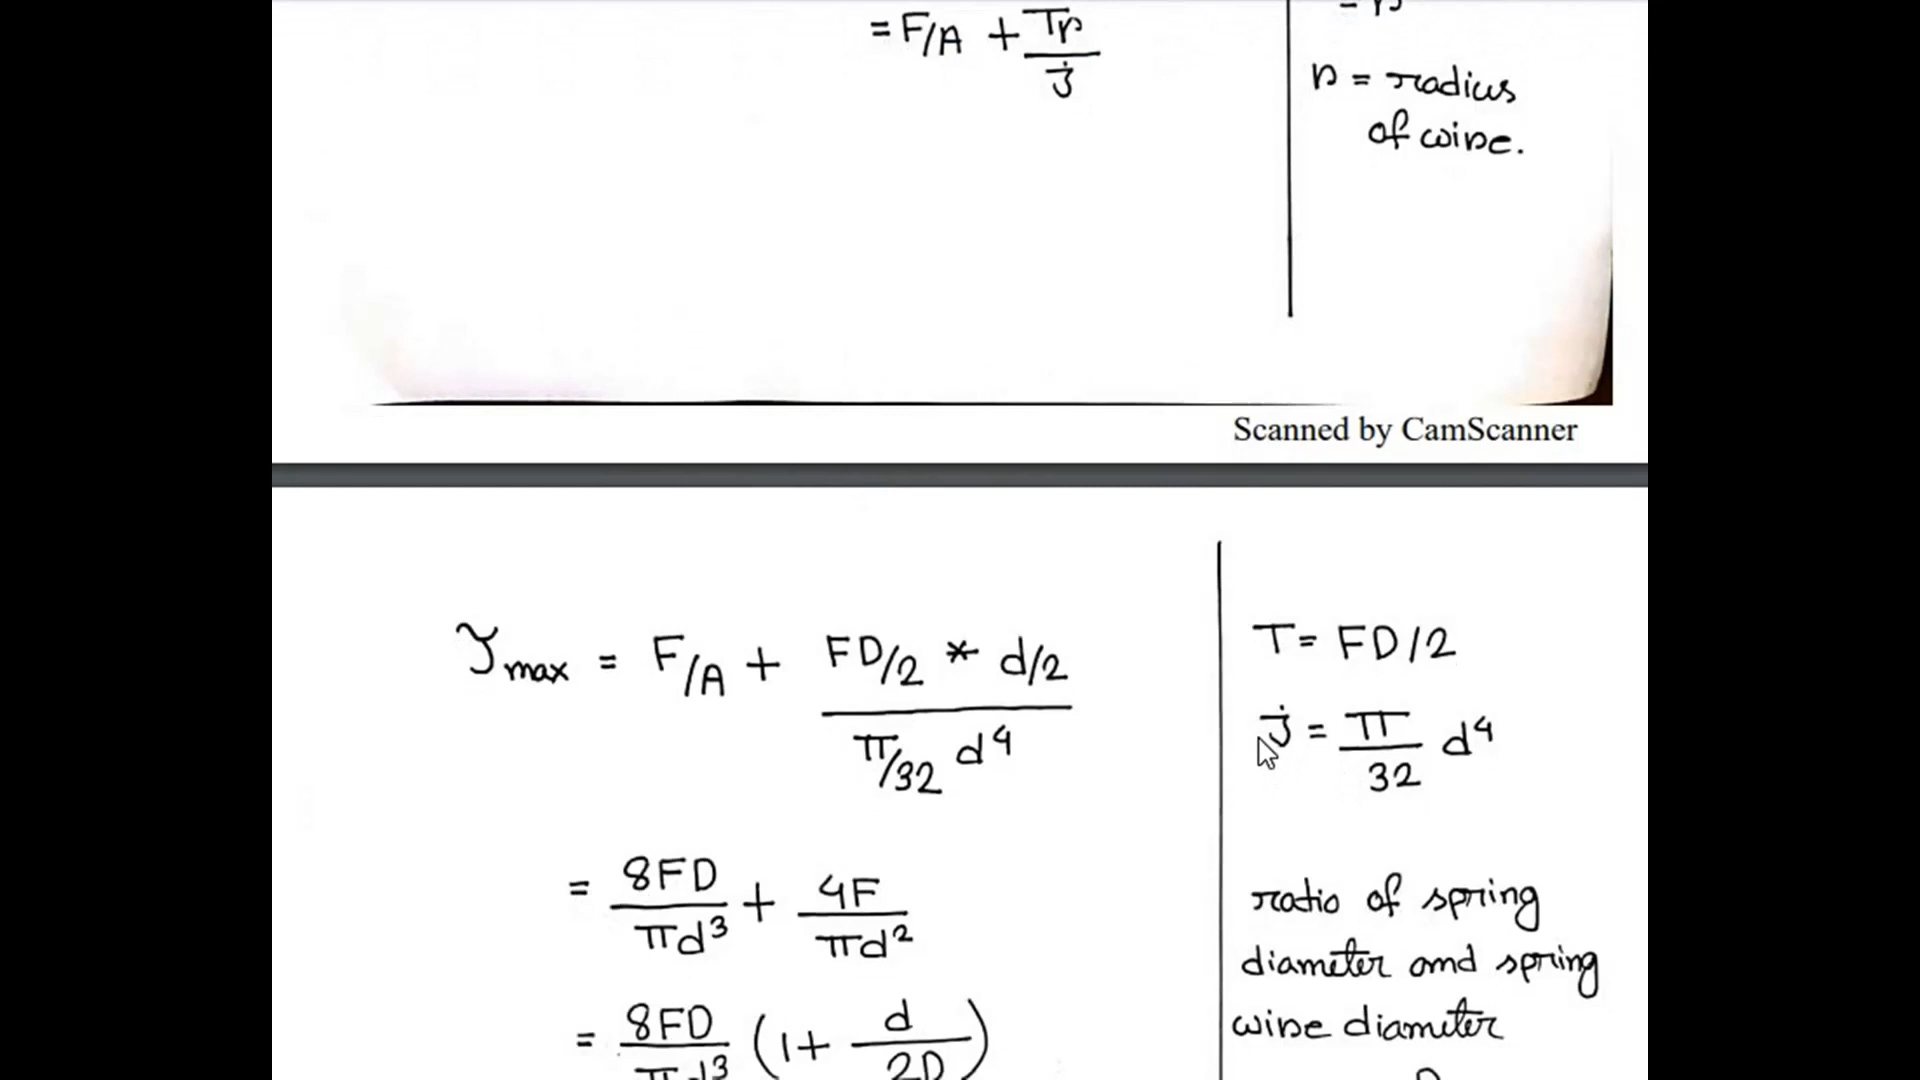 = F/A + Tr/J
r = radius
of wire.
Scanned by CamScanner
τmax = F/A + (FD/2 * d/2)/(π/32 d⁴)
T = FD/2
J = π/32 d⁴
= 8FD/πd³ + 4F/πd²
ratio of spring
diameter and spring
wire diameter
= 8FD/πd³ (1 + d/2D)